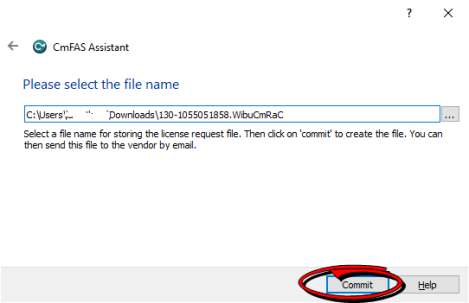 CmFAS Assistant
Please select the file name
C:\Users\ \Downloads\130-1055051858.WibuCmRaC
...
Select a file name for storing the license request file. Then click on 'commit' to create the file. You can
then send this file to the vendor by email.
Commit
Help